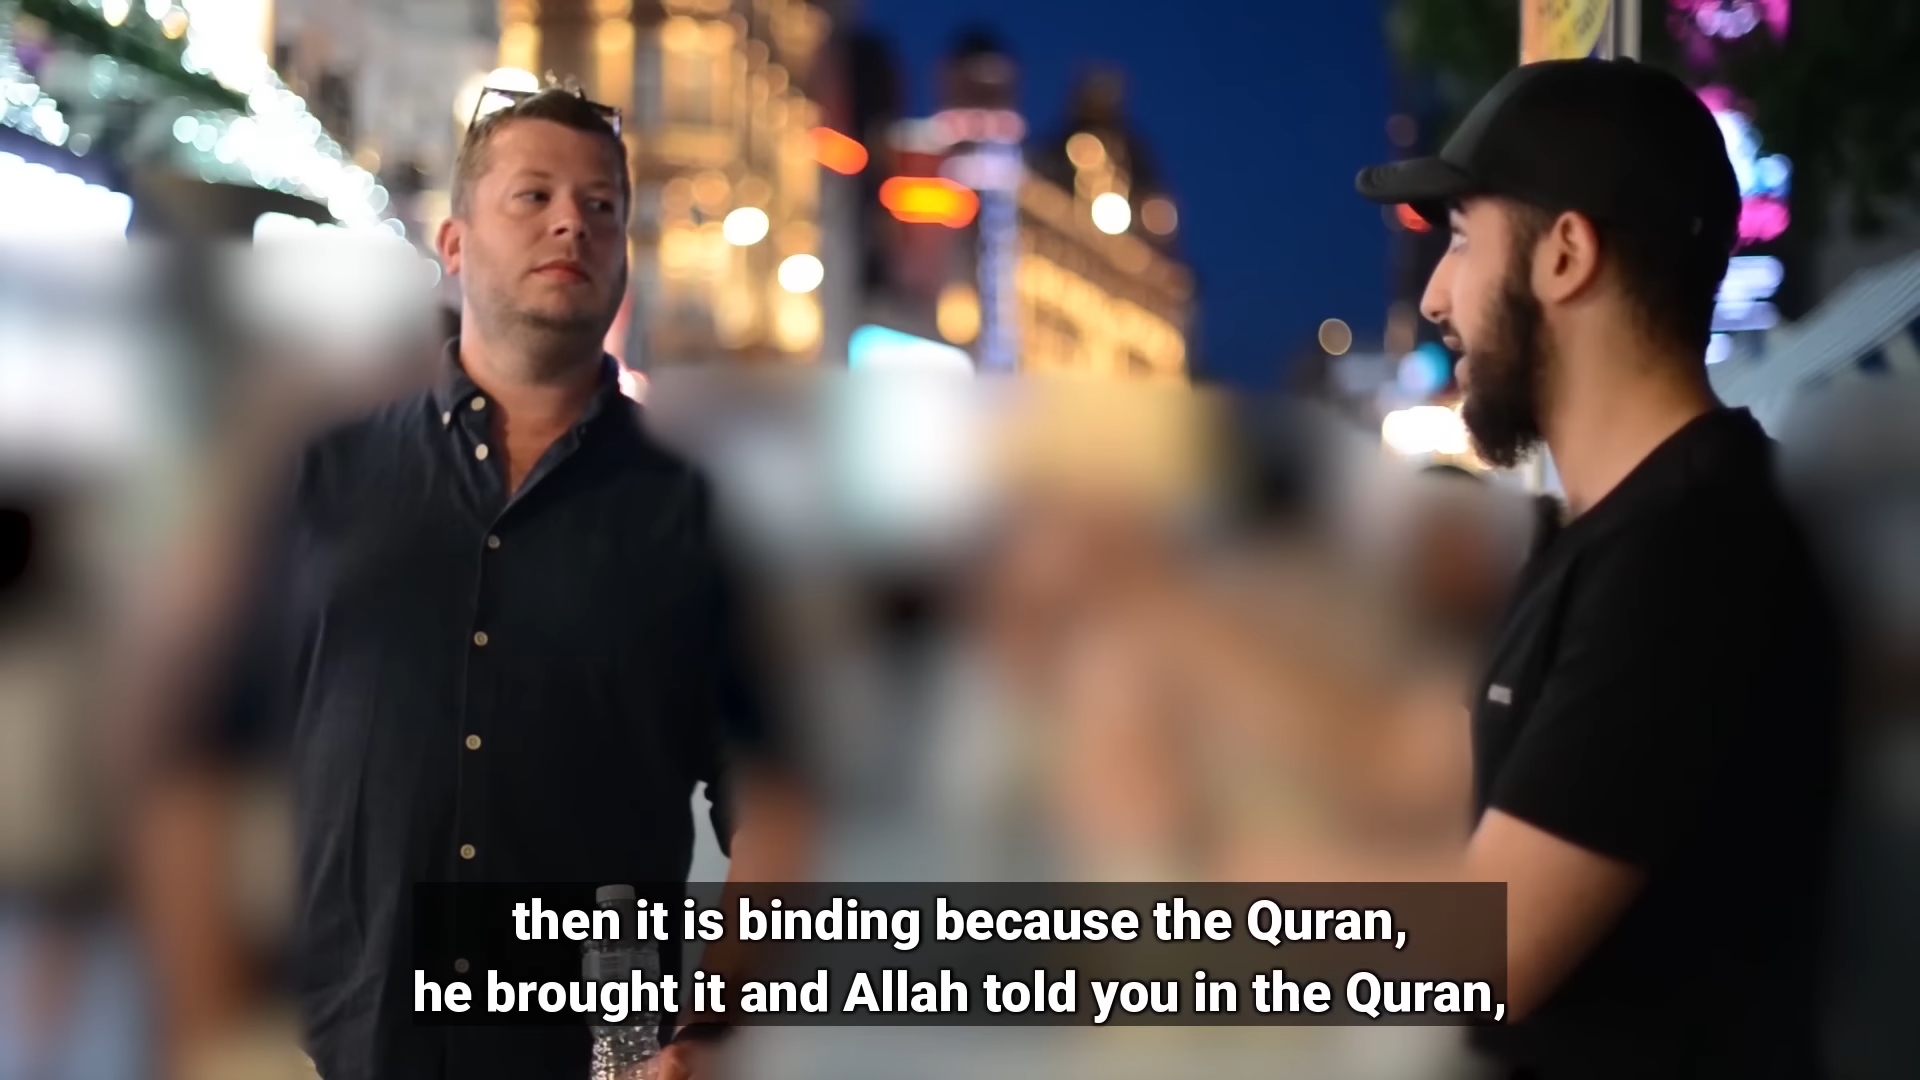 then it is binding because the Quran,
he brought it and Allah told you in the Quran,